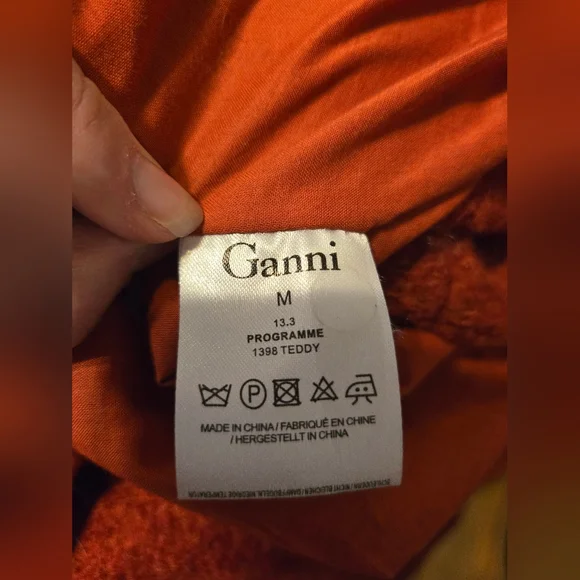 Ganni
M
13.3
PROGRAMME
1398 TEDDY
P
MADE IN CHINA / FABRIQUÉ EN CHINE
/ HERGESTELLT IN CHINA